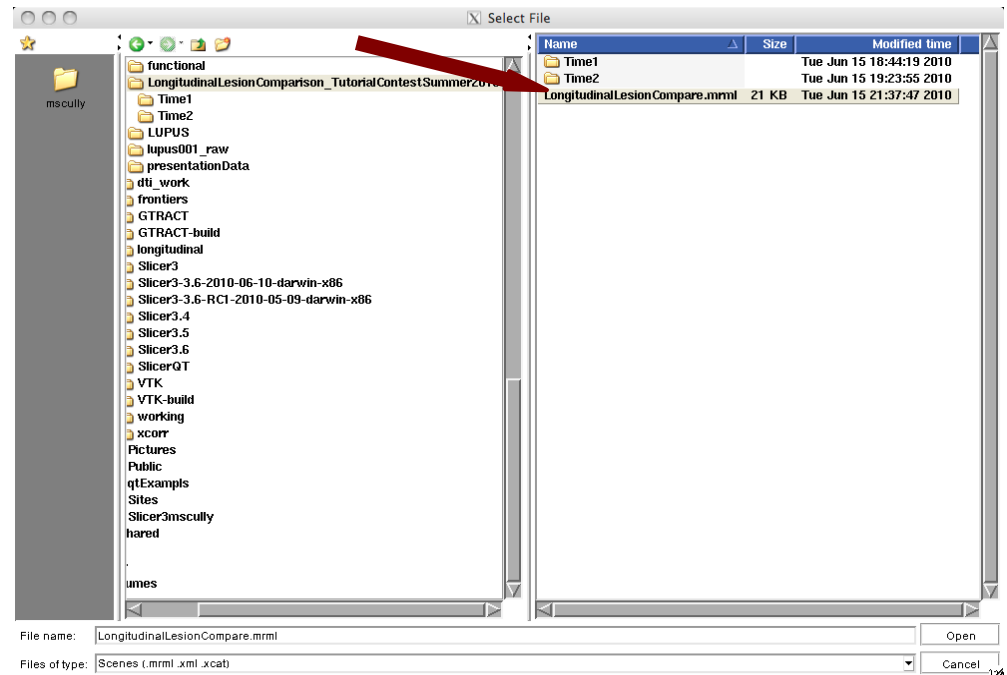 Select File
mscully
functional
LongitudinalLesionComparison_TutorialContestSummer2010
Time1
Time2
LUPUS
lupus001_raw
presentationData
dti_work
frontiers
GTRACT
GTRACT-build
longitudinal
Slicer3
Slicer3-3.6-2010-06-10-darwin-x86
Slicer3-3.6-RC1-2010-05-09-darwin-x86
Slicer3.4
Slicer3.5
Slicer3.6
SlicerQT
VTK
VTK-build
working
xcorr
Pictures
Public
qtExampls
Sites
Slicer3mscully
hared
umes
Name Size Modified time
Time1 Tue Jun 15 18:44:19 2010
Time2 Tue Jun 15 19:23:55 2010
LongitudinalLesionCompare.mrml 21 KB Tue Jun 15 21:37:47 2010
File name: LongitudinalLesionCompare.mrml Open
Files of type: Scenes (.mrml .xml .xcat) Cancel